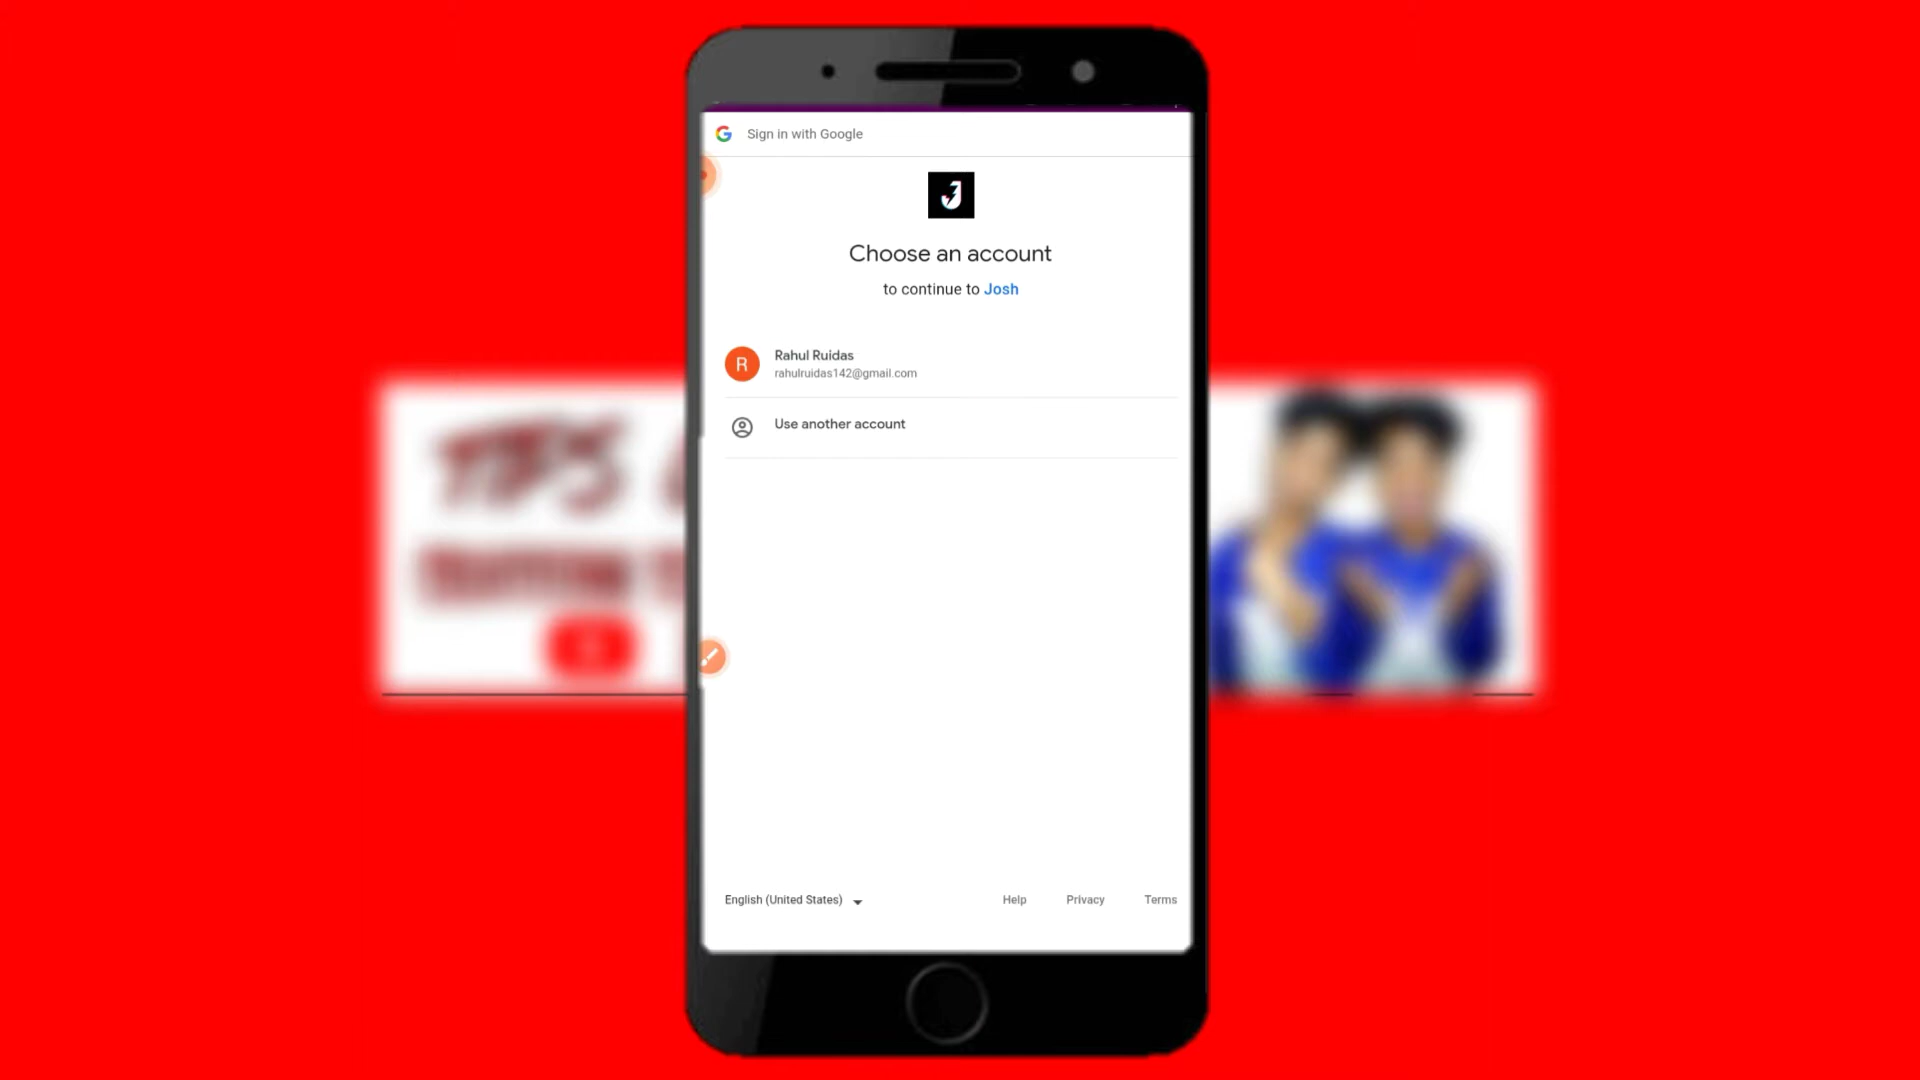 Sign in with Google
Choose an account
to continue to Josh
R
Rahul Ruidas
rahulruidas142@gmail.com
Use another account
TIPS
English (United States)
Help
Privacy
Terms